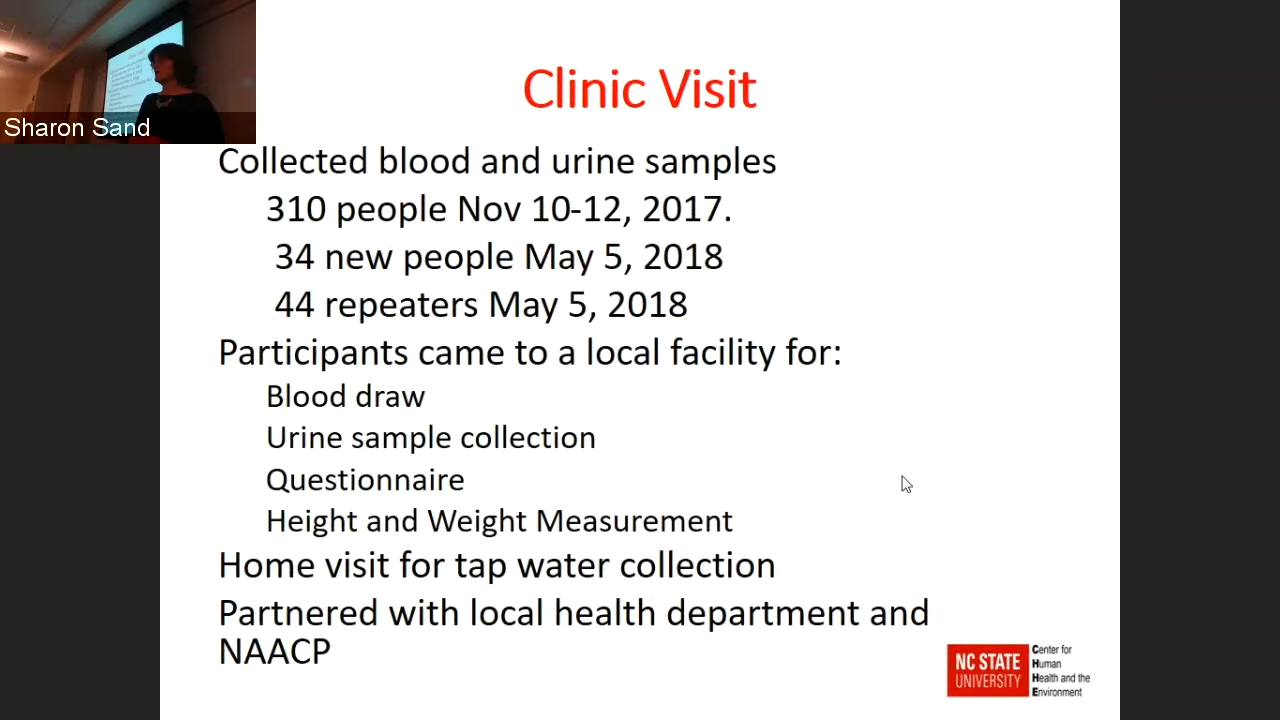 Sharon Sand
Clinic Visit
Collected blood and urine samples
310 people Nov 10-12, 2017.
34 new people May 5, 2018
44 repeaters May 5, 2018
Participants came to a local facility for:
Blood draw
Urine sample collection
Questionnaire
Height and Weight Measurement
Home visit for tap water collection
Partnered with local health department and
NAACP
NC STATE
UNIVERSITY
Center for
Human
Health and the
Environment